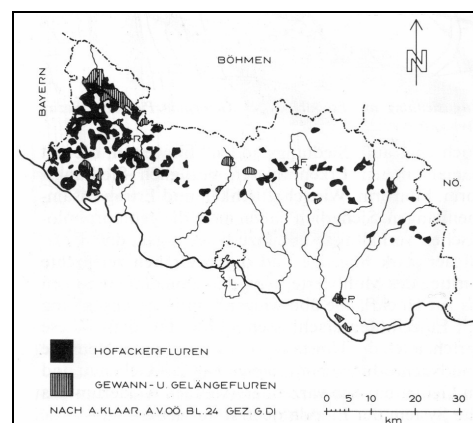 BÖHMEN
BAYERN
N
R.
F.
NÖ.
L.
P.
HOFACKERFLUREN
GEWANN-U. GELÄNGEFLUREN
NACH A.KLAAR, A.V.OÖ. BL.24 GEZ.G.DI
0 5 10 20 30
km